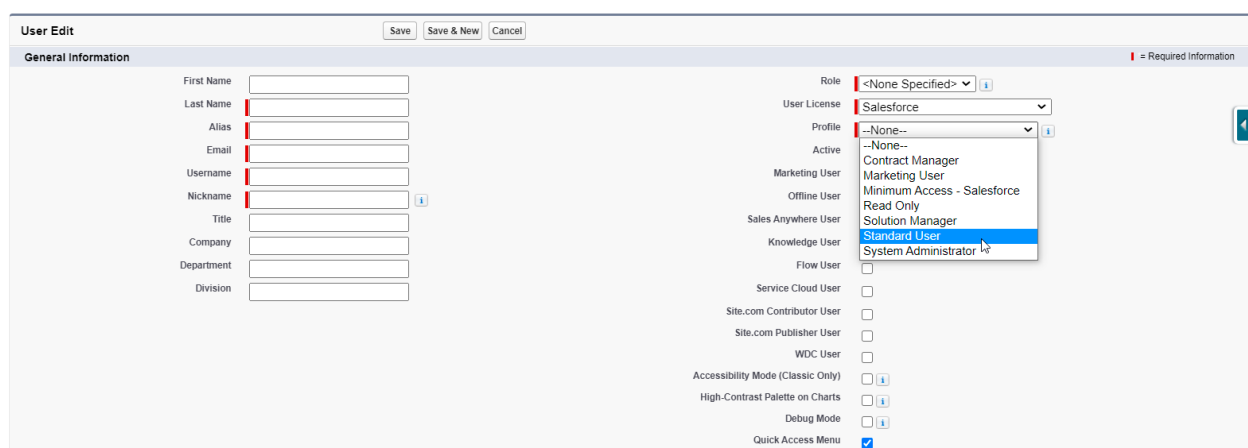 User Edit
Save
Save & New
Cancel
General Information
= Required Information
First Name
Last Name
Alias
Email
Username
Nickname
i
Title
Company
Department
Division
Role
<None Specified>
i
User License
Salesforce
Profile
--None--
i
--None--
Contract Manager
Marketing User
Minimum Access - Salesforce
Read Only
Solution Manager
Standard User
System Administrator
Active
Marketing User
Offline User
Sales Anywhere User
Knowledge User
Flow User
Service Cloud User
Site.com Contributor User
Site.com Publisher User
WDC User
Accessibility Mode (Classic Only)
i
High-Contrast Palette on Charts
i
Debug Mode
i
Quick Access Menu